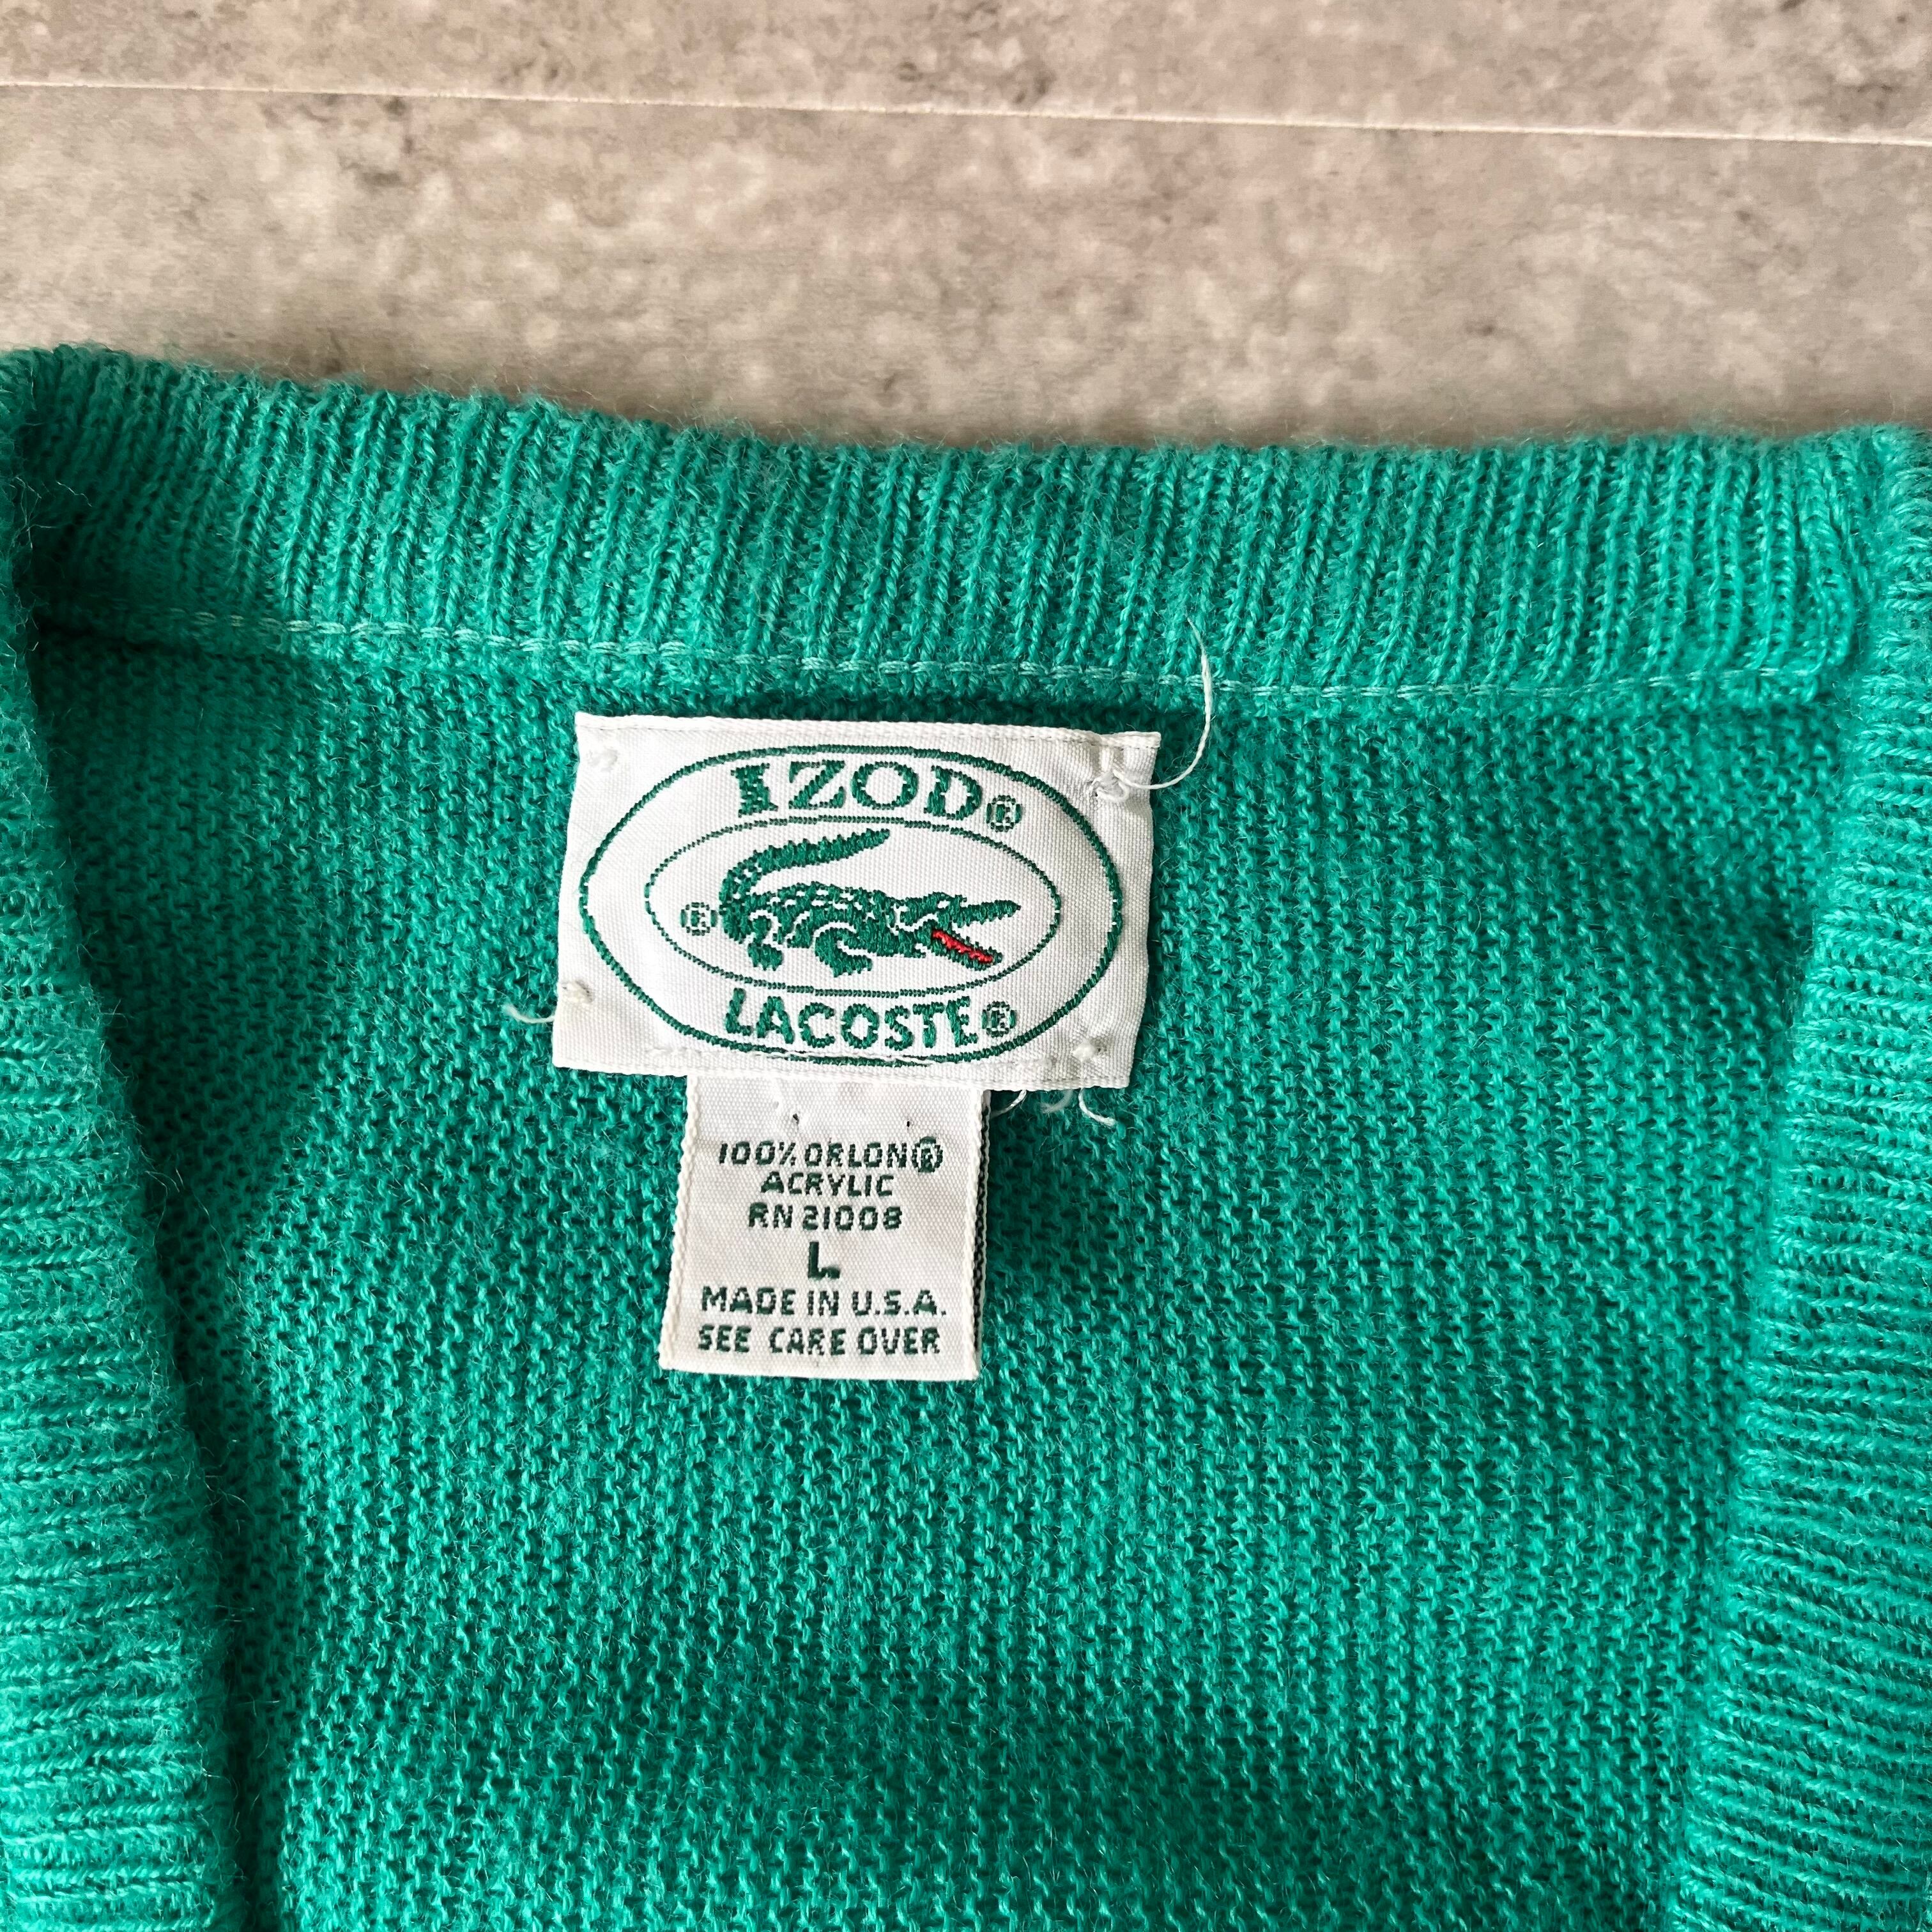 IZOD®
®
LACOSTE®
100% ORLON®
ACRYLIC
RN 21008
L
MADE IN U.S.A.
SEE CARE OVER